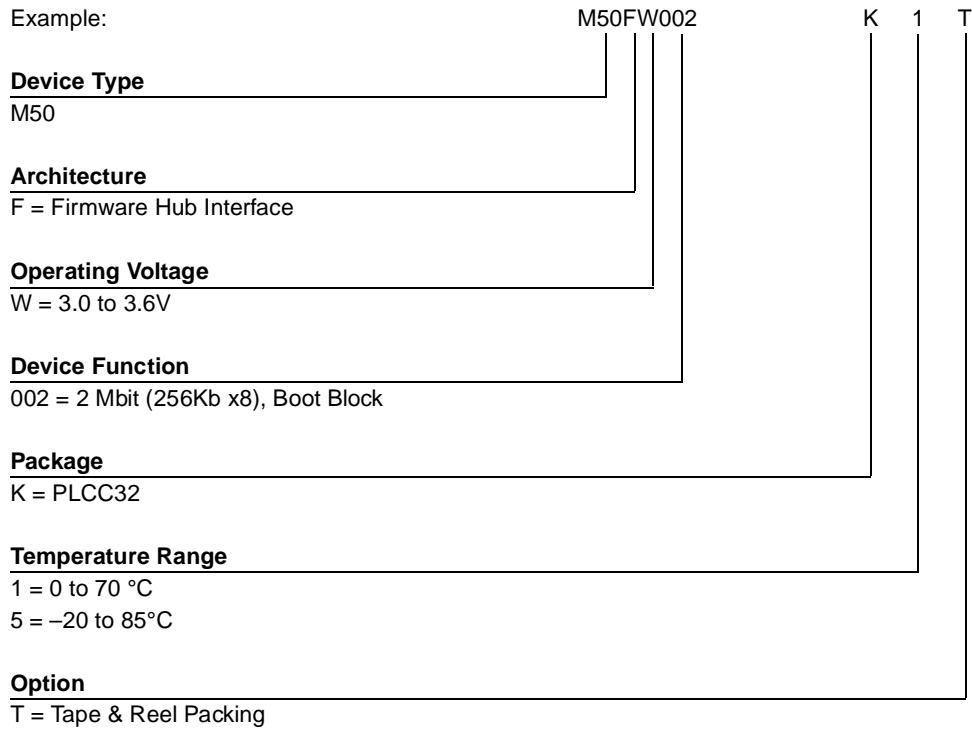 Example: M50FW002 K 1 T
Device Type
M50
Architecture
F = Firmware Hub Interface
Operating Voltage
W = 3.0 to 3.6V
Device Function
002 = 2 Mbit (256Kb x8), Boot Block
Package
K = PLCC32
Temperature Range
1 = 0 to 70 °C
5 = –20 to 85°C
Option
T = Tape & Reel Packing